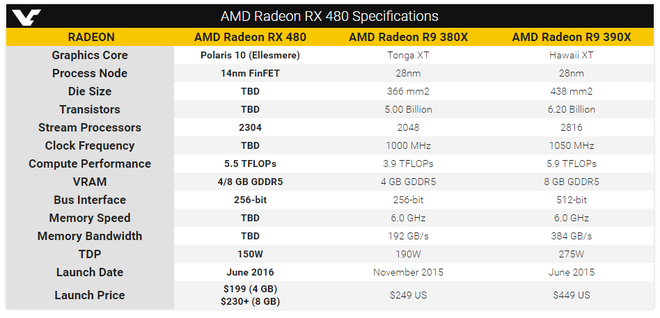 AMD Radeon RX 480 Specifications
RADEON AMD Radeon RX 480 AMD Radeon R9 380X AMD Radeon R9 390X
Graphics Core Polaris 10 (Ellesmere) Tonga XT Hawaii XT
Process Node 14nm FinFET 28nm 28nm
Die Size TBD 366 mm2 438 mm2
Transistors TBD 5.00 Billion 6.20 Billion
Stream Processors 2304 2048 2816
Clock Frequency TBD 1000 MHz 1050 MHz
Compute Performance 5.5 TFLOPs 3.9 TFLOPs 5.9 TFLOPs
VRAM 4/8 GB GDDR5 4 GB GDDR5 8 GB GDDR5
Bus Interface 256-bit 256-bit 512-bit
Memory Speed TBD 6.0 GHz 6.0 GHz
Memory Bandwidth TBD 192 GB/s 384 GB/s
TDP 150W 190W 275W
Launch Date June 2016 November 2015 June 2015
Launch Price $199 (4 GB) $249 US $449 US
$230+ (8 GB)